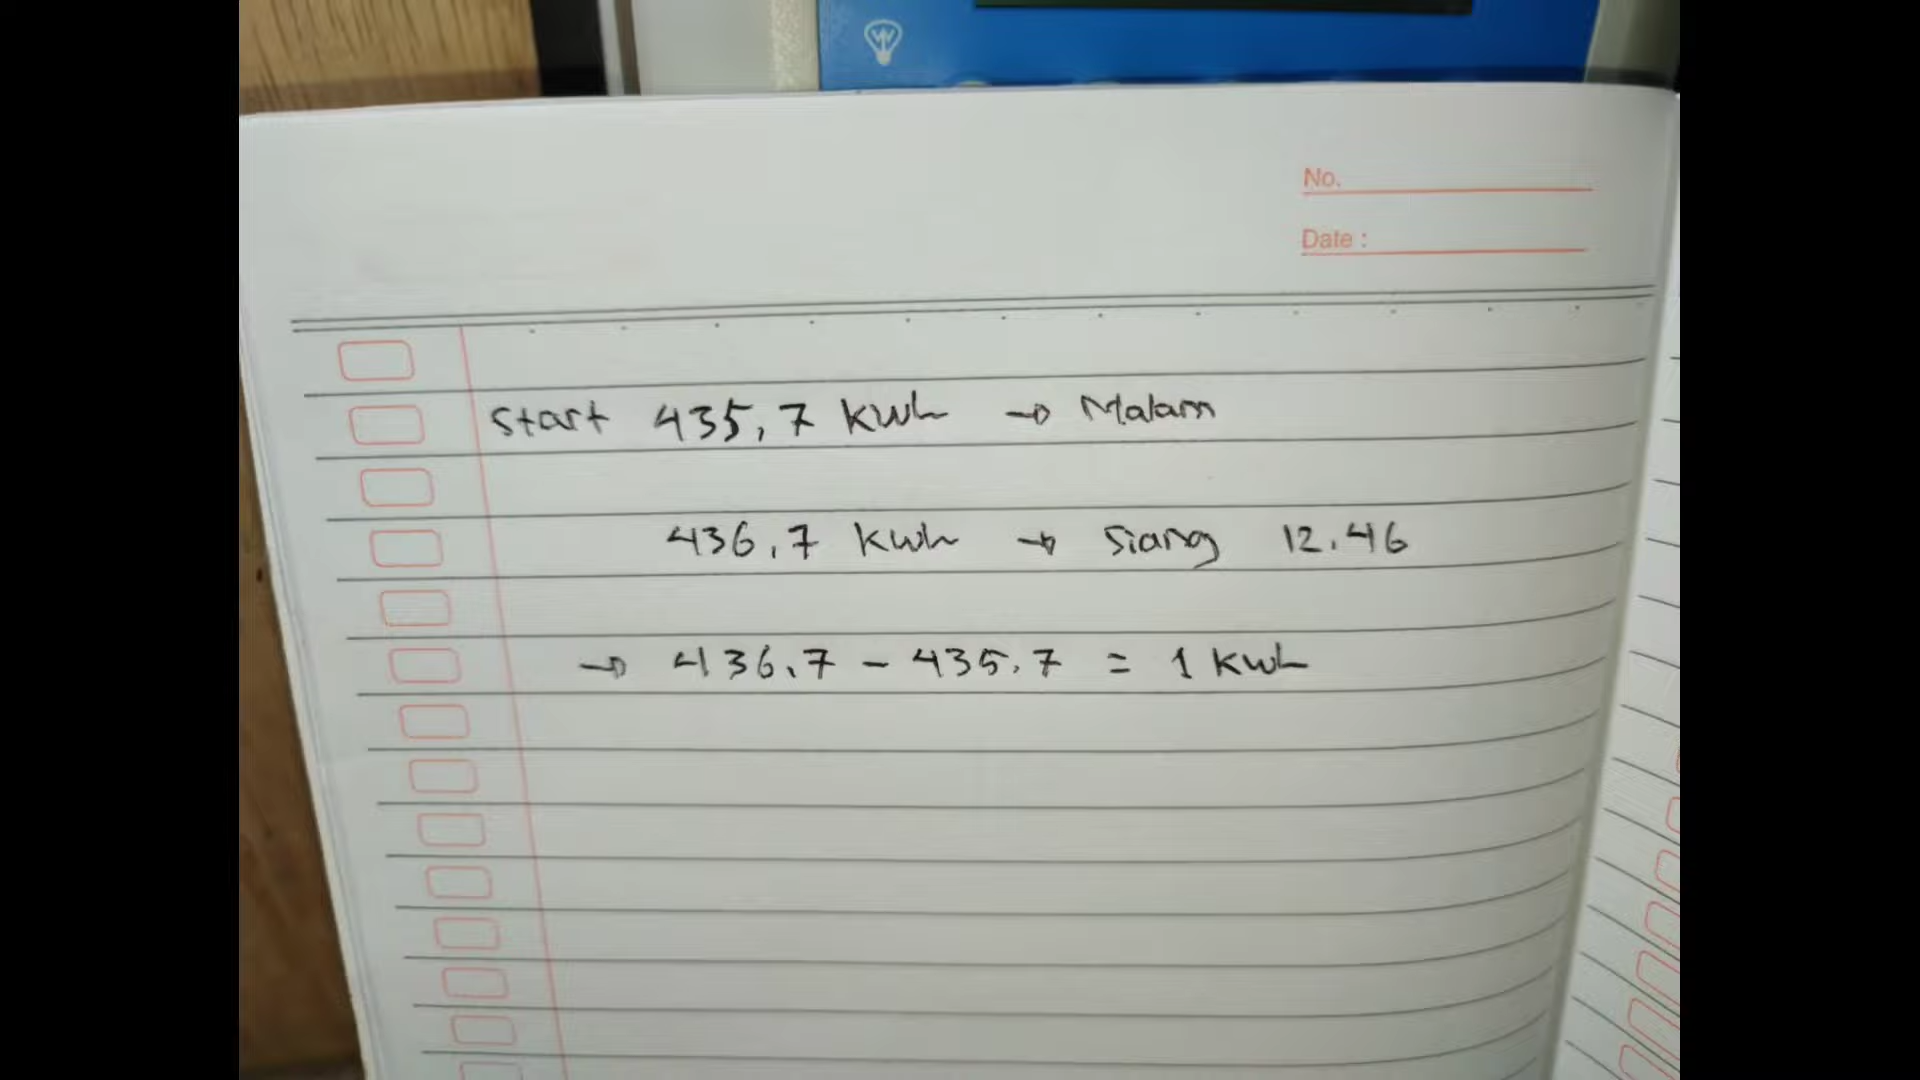 No.
Date :
Start 435,7 kwh → Malam
436,7 kwh → Siang 12.46
→ 436,7 - 435,7 = 1 kwh